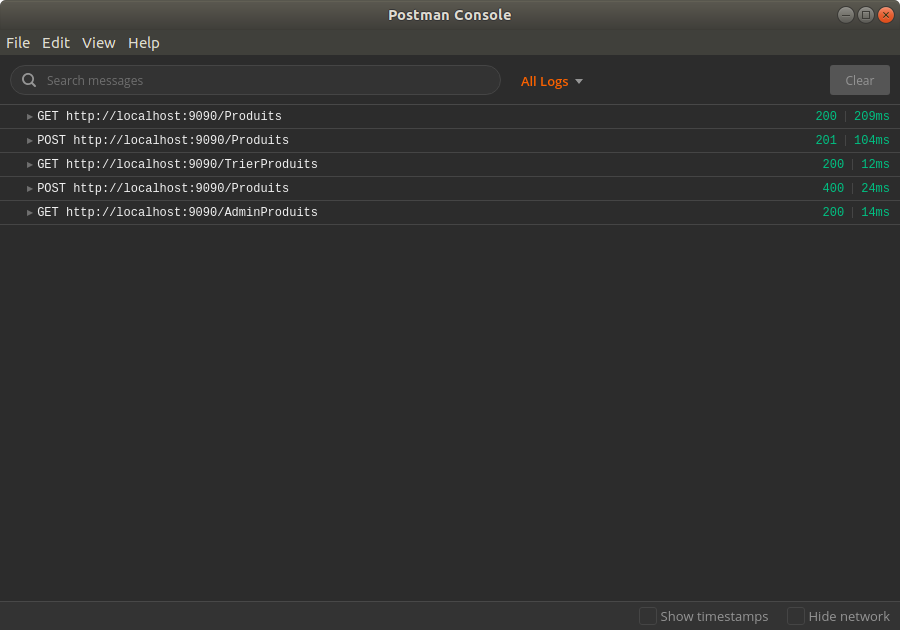 Postman Console
File Edit View Help
Search messages All Logs Clear
GET http://localhost:9090/Produits 200 | 209ms
POST http://localhost:9090/Produits 201 | 104ms
GET http://localhost:9090/TrierProduits 200 | 12ms
POST http://localhost:9090/Produits 400 | 24ms
GET http://localhost:9090/AdminProduits 200 | 14ms
Show timestamps Hide network